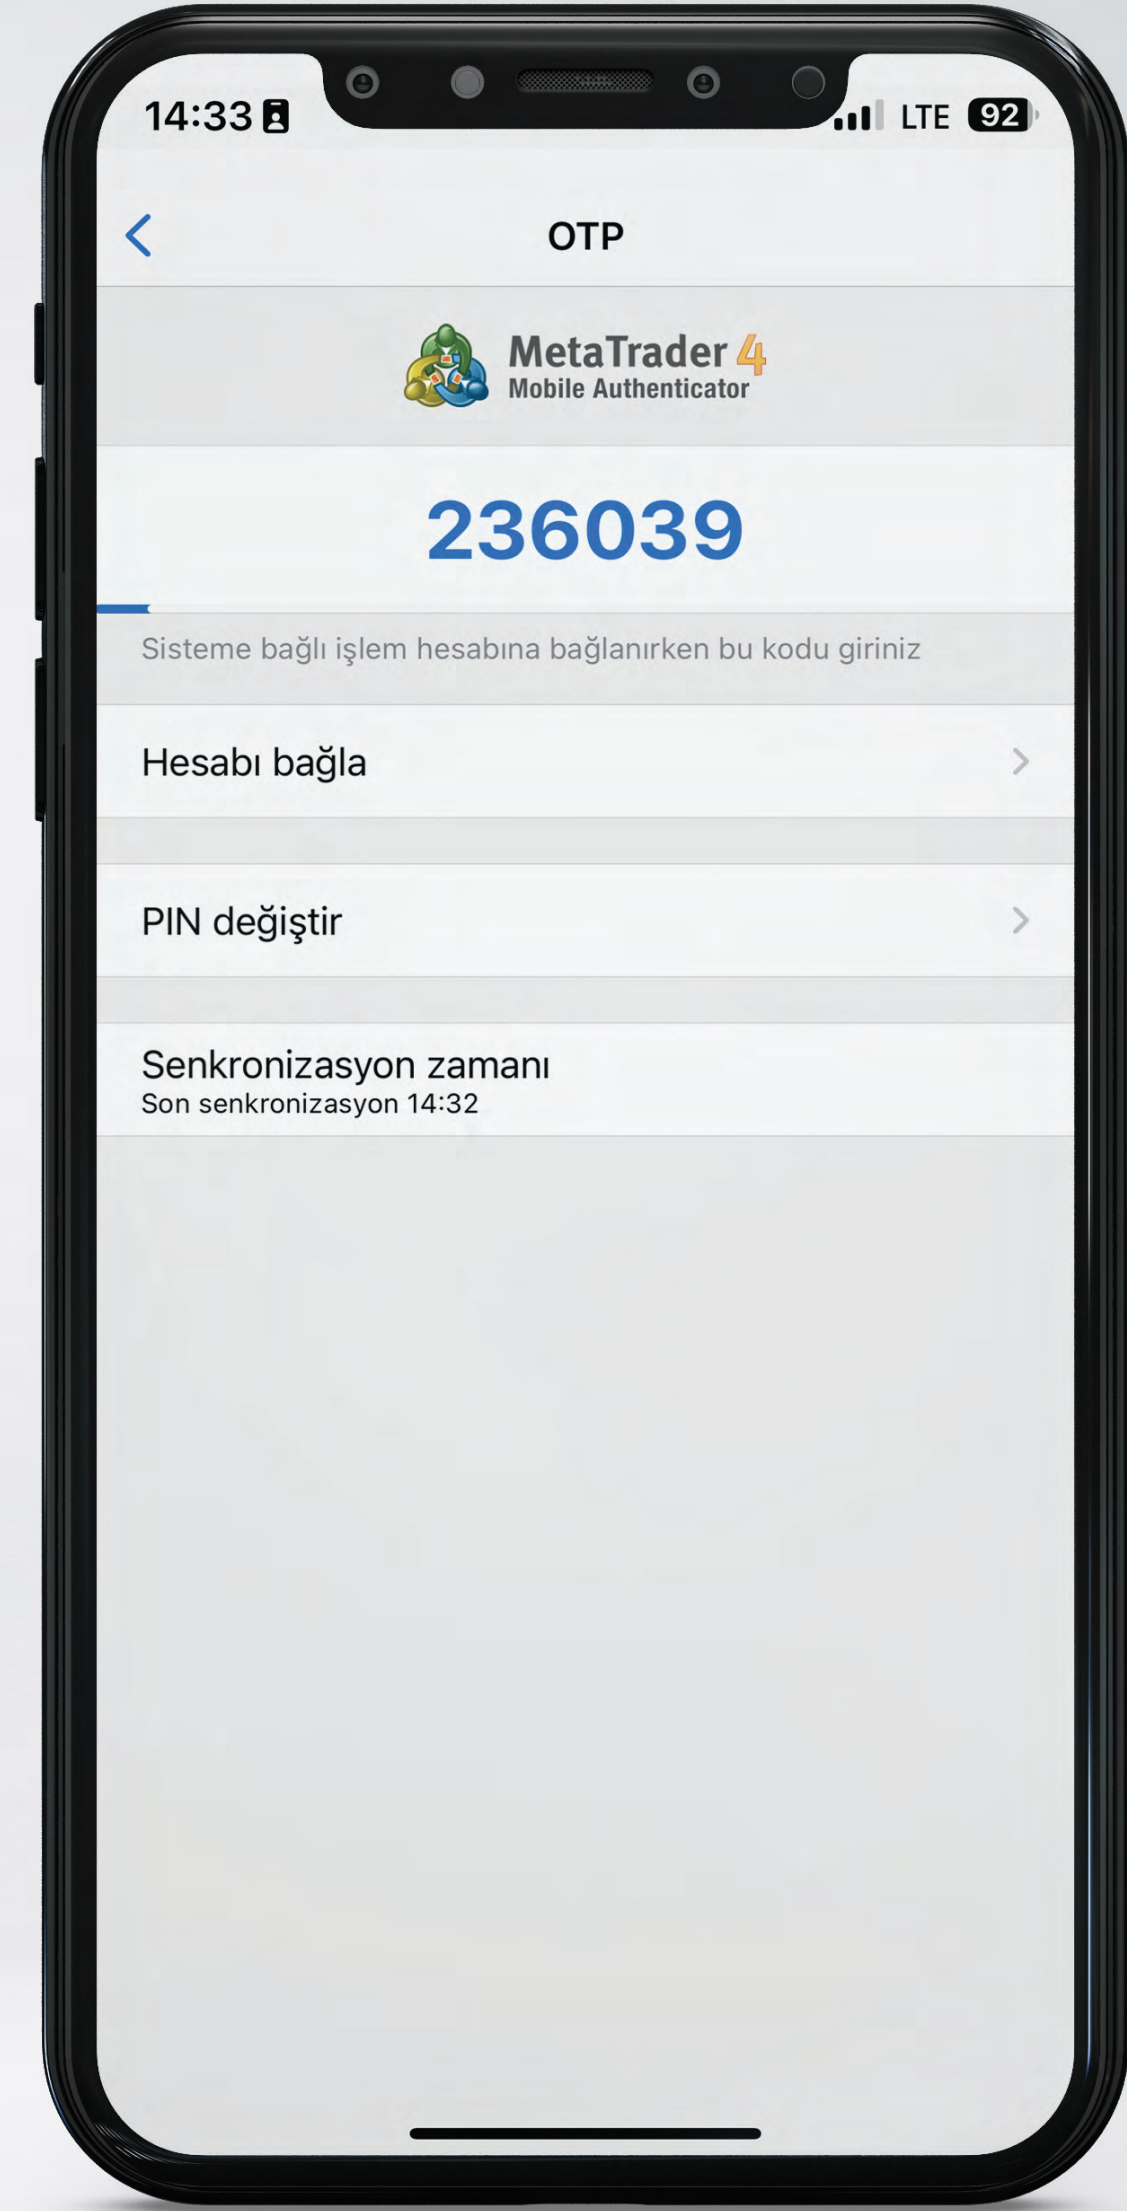 14:33 LTE 92
OTP
MetaTrader 4
Mobile Authenticator
236039
Sisteme bağlı işlem hesabına bağlanırken bu kodu giriniz
Hesabı bağla
PIN değiştir
Senkronizasyon zamanı
Son senkronizasyon 14:32